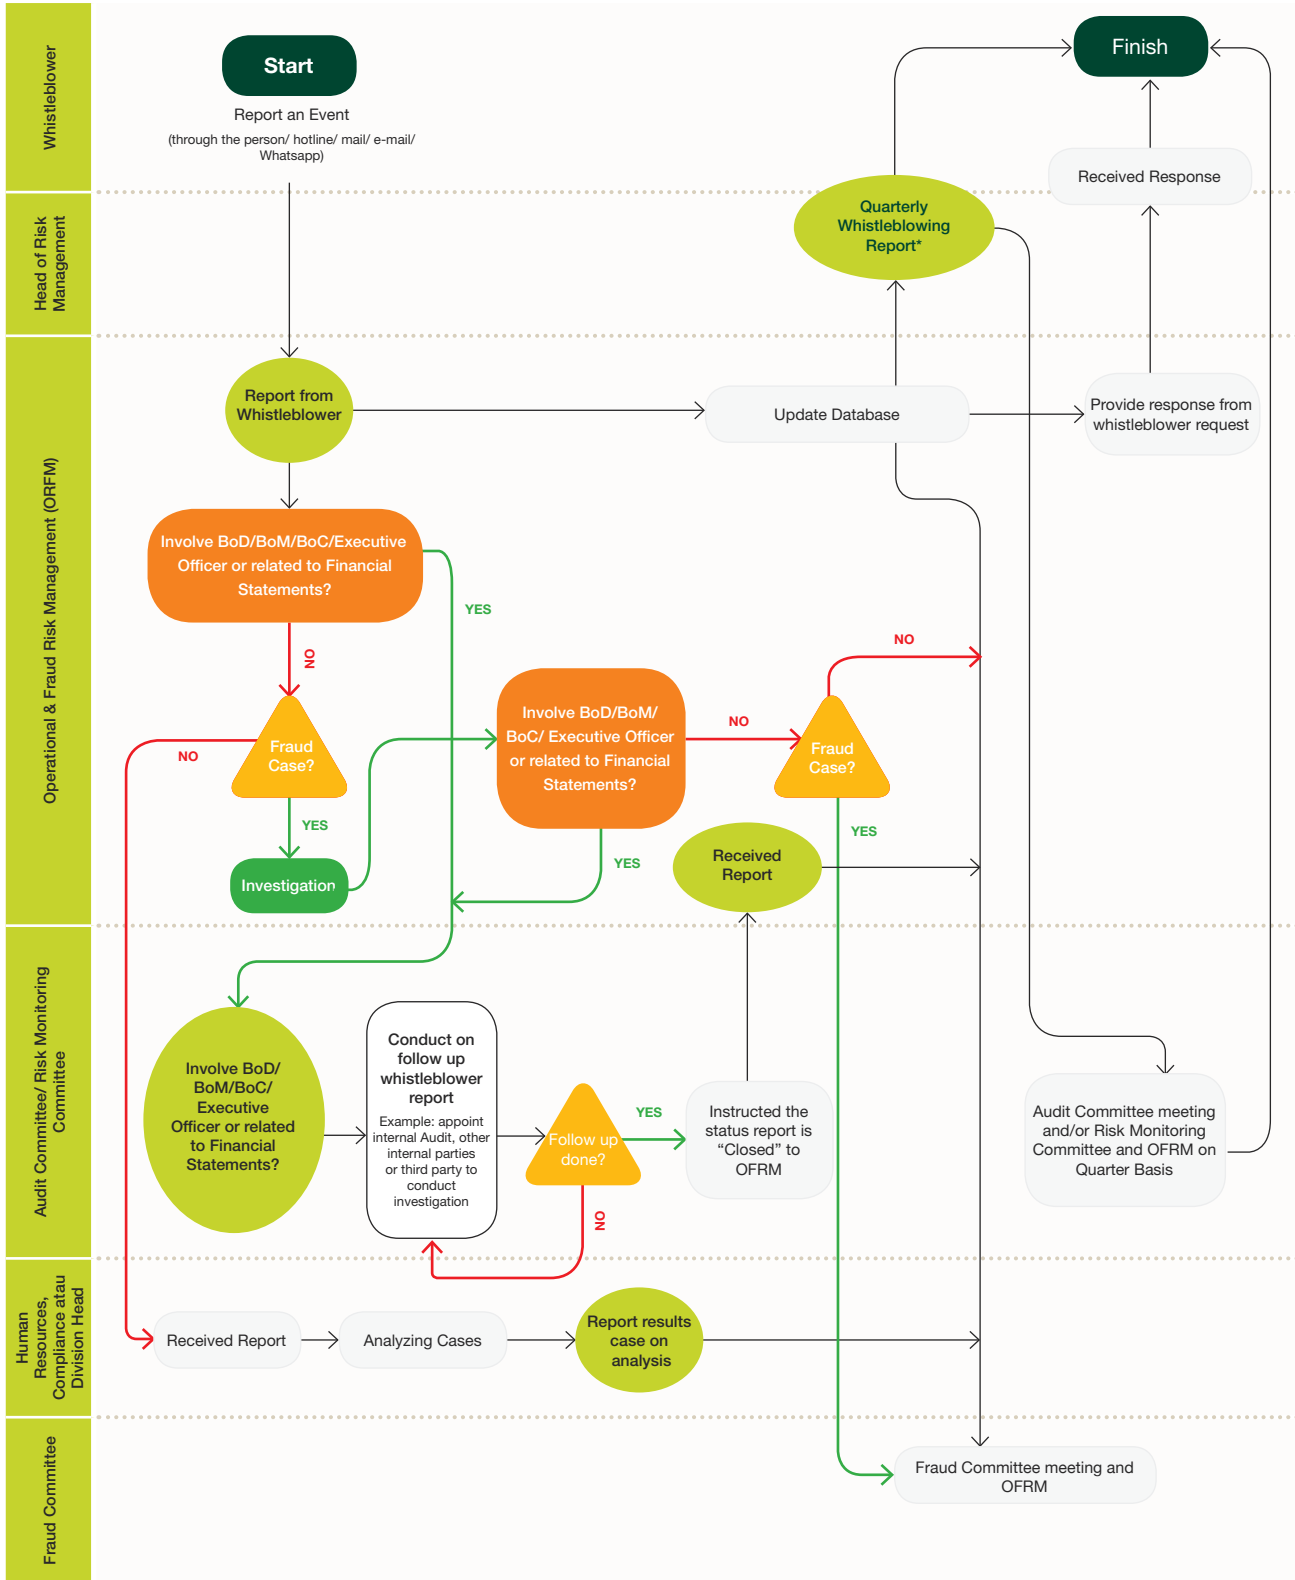 Whistleblower
Start
Report an Event
(through the person/ hotline/ mail/ e-mail/
Whatsapp)
Finish
Received Response
Head of Risk
Management
Quarterly
Whistleblowing
Report*
Operational & Fraud Risk Management (ORFM)
Report from
Whistleblower
Update Database
Provide response from
whistleblower request
Involve BoD/BoM/BoC/Executive
Officer or related to Financial
Statements?
YES
NO
Fraud
Case?
NO
YES
Investigation
Involve BoD/BoM/
BoC/ Executive Officer
or related to Financial
Statements?
NO
YES
Fraud
Case?
NO
YES
Received
Report
Audit Committee/ Risk Monitoring
Committee
Involve BoD/
BoM/BoC/
Executive
Officer or related
to Financial
Statements?
Conduct on
follow up
whistleblower
report
Example: appoint
internal Audit, other
internal parties
or third party to
conduct
investigation
Follow up
done?
YES
NO
Instructed the
status report is
“Closed” to
OFRM
Audit Committee meeting
and/or Risk Monitoring
Committee and OFRM on
Quarter Basis
Human
Resources,
Compliance atau
Division Head
Received Report
Analyzing Cases
Report results
case on
analysis
Fraud Committee
Fraud Committee meeting and
OFRM